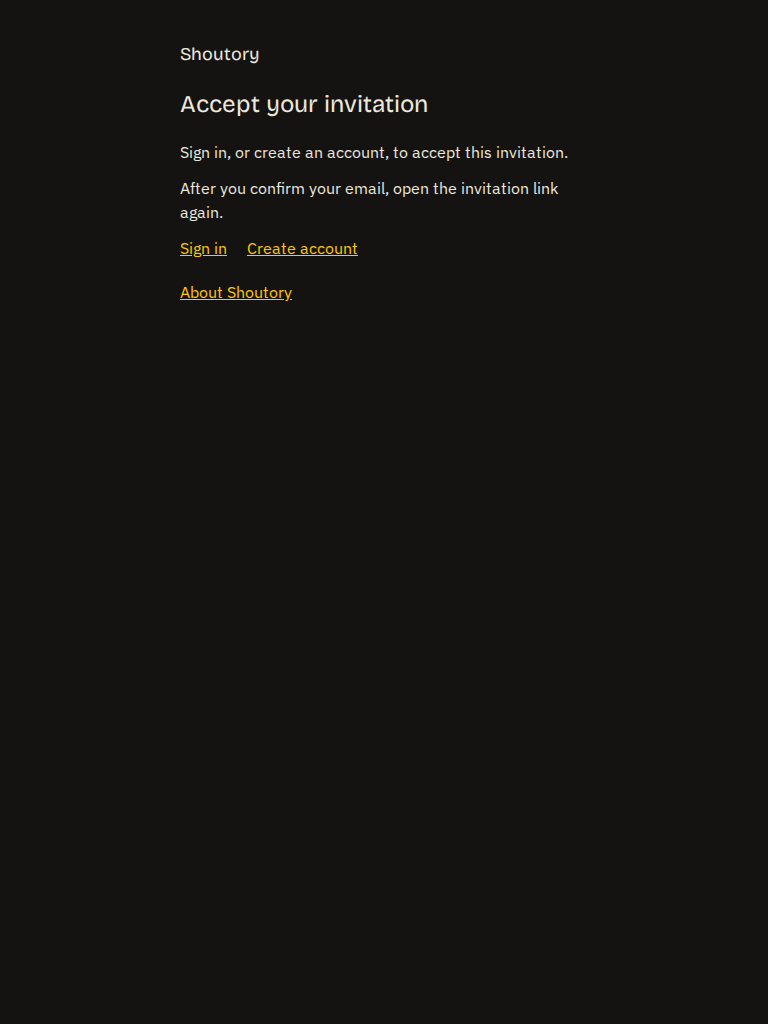 Shoutory
Accept your invitation
Sign in, or create an account, to accept this invitation.
After you confirm your email, open the invitation link
again.
Sign in Create account
About Shoutory